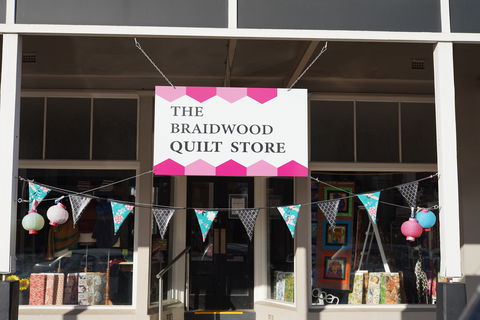 THE
BRAIDWOOD
QUILT STORE